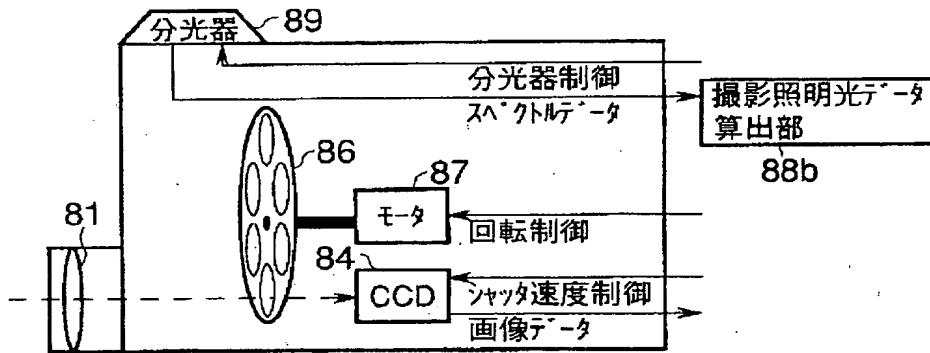 分光器
89
分光器制御
スペクトルデータ
撮影照明光データ
算出部
88b
86
87
モータ
回転制御
81
84
CCD
シャッタ速度制御
画像データ